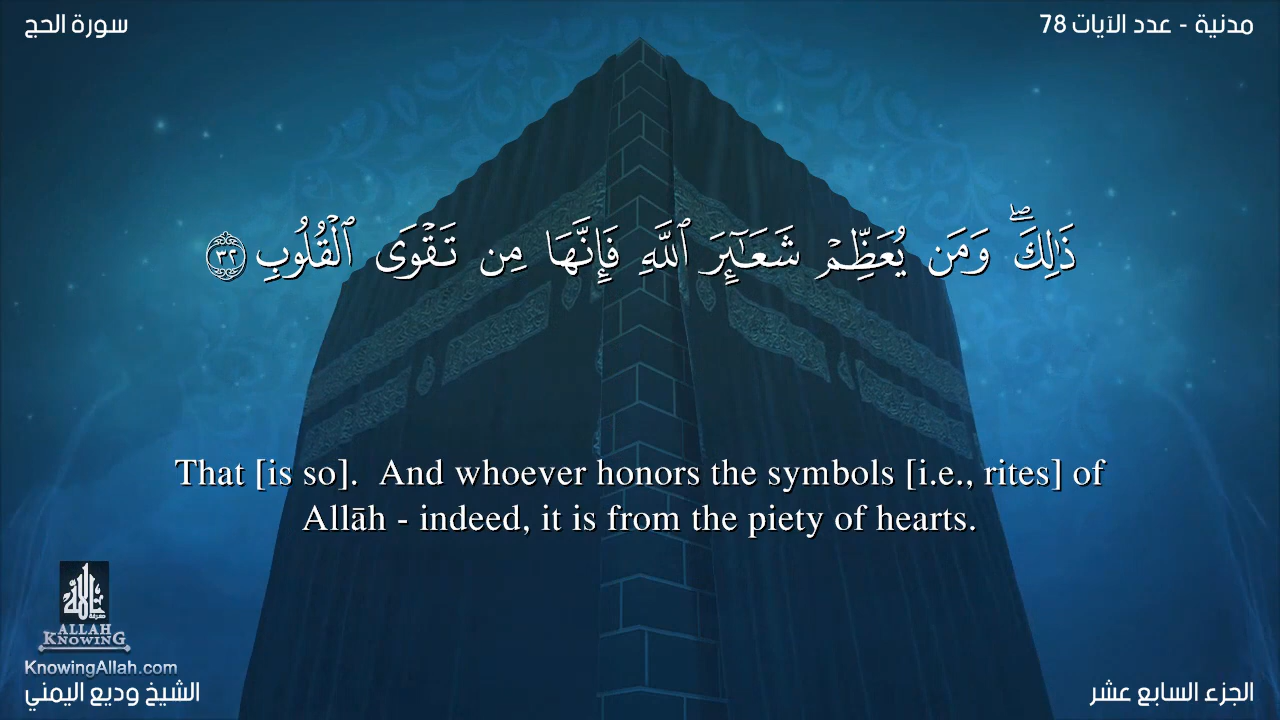 سورة الحج
مدنية - عدد الآيات 78
ذَٰلِكَۖ وَمَن يُعَظِّمۡ شَعَٰٓئِرَ ٱللَّهِ فَإِنَّهَا مِن تَقۡوَى ٱلۡقُلُوبِ ٣٢
That [is so].  And whoever honors the symbols [i.e., rites] of
Allāh - indeed, it is from the piety of hearts.
ALLAH
KNOWING
KnowingAllah.com
الشيخ وديع اليمني
الجزء السابع عشر